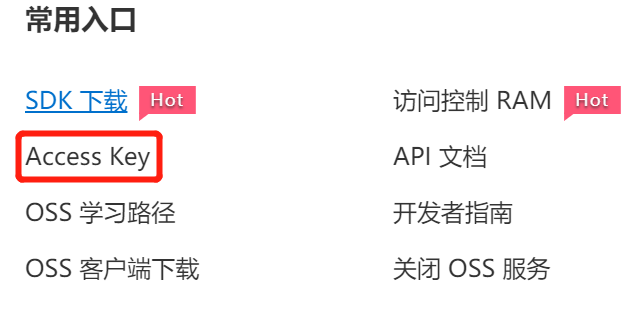 常用入口
SDK 下载 Hot
访问控制 RAM Hot
Access Key
API 文档
OSS 学习路径
开发者指南
OSS 客户端下载
关闭 OSS 服务